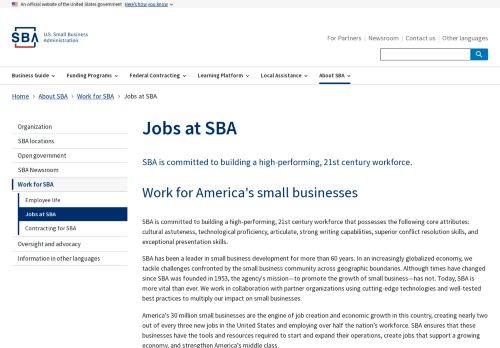 An official website of the United States government Here's how you know
SBA U.S. Small Business
Administration
For Partners Newsroom Contact us Other languages
Business Guide Funding Programs Federal Contracting Learning Platform Local Assistance About SBA
Home About SBA Work for SBA Jobs at SBA
Organization
SBA locations
Open government
SBA Newsroom
Work for SBA
Employee life
Jobs at SBA
Contracting for SBA
Oversight and advocacy
Information in other languages
Jobs at SBA
SBA is committed to building a high-performing, 21st century workforce.
Work for America's small businesses
SBA is committed to building a high-performing, 21st century workforce that possesses the following core attributes:
cultural astuteness, technological proficiency, articulate, strong writing capabilities, superior conflict resolution skills, and
exceptional presentation skills.
SBA has been a leader in small business development for more than 60 years. In an increasingly globalized economy, we
tackle challenges confronted by the small business community across geographic boundaries. Although times have changed
since SBA was founded in 1953, the agency's mission—to promote the growth of small business—has not. Today, SBA is
more vital than ever. We work in collaboration with partner organizations using cutting-edge technologies and well-tested
best practices to multiply our impact on small businesses.
America's 30 million small businesses are the engine of job creation and economic growth in this country, creating nearly two
out of every three new jobs in the United States and employing over half the nation's workforce. SBA ensures that these
businesses have the tools and resources required to start and expand their operations, create jobs that support a growing
economy, and strengthen America's middle class.